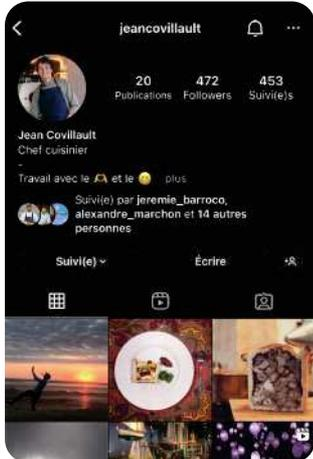 jeancovillault
20 472 453
Publications Followers Suivi(e)s
Jean Covillault
Chef cuisinier
-
Travail avec le 🫶 et le 😊 plus
Suivi(e) par jeremie_barroco,
alexandre_marchon et 14 autres
personnes
Suivi(e) Écrire